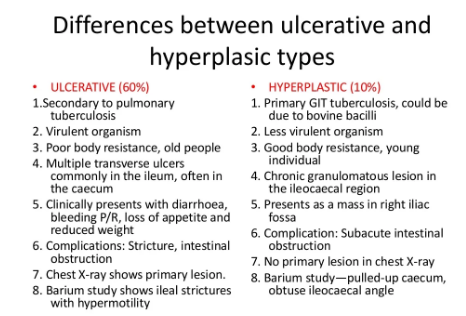 Differences between ulcerative and
hyperplasic types
• ULCERATIVE (60%)
1.Secondary to pulmonary
tuberculosis
2. Virulent organism
3. Poor body resistance, old people
4. Multiple transverse ulcers
commonly in the ileum, often in
the caecum
5. Clinically presents with diarrhoea,
bleeding P/R, loss of appetite and
reduced weight
6. Complications: Stricture, intestinal
obstruction
7. Chest X-ray shows primary lesion.
8. Barium study shows ileal strictures
with hypermotility
• HYPERPLASTIC (10%)
1. Primary GIT tuberculosis, could be
due to bovine bacilli
2. Less virulent organism
3. Good body resistance, young
individual
4. Chronic granulomatous lesion in
the ileocaecal region
5. Presents as a mass in right iliac
fossa
6. Complication: Subacute intestinal
obstruction
7. No primary lesion in chest X-ray
8. Barium study—pulled-up caecum,
obtuse ileocaecal angle